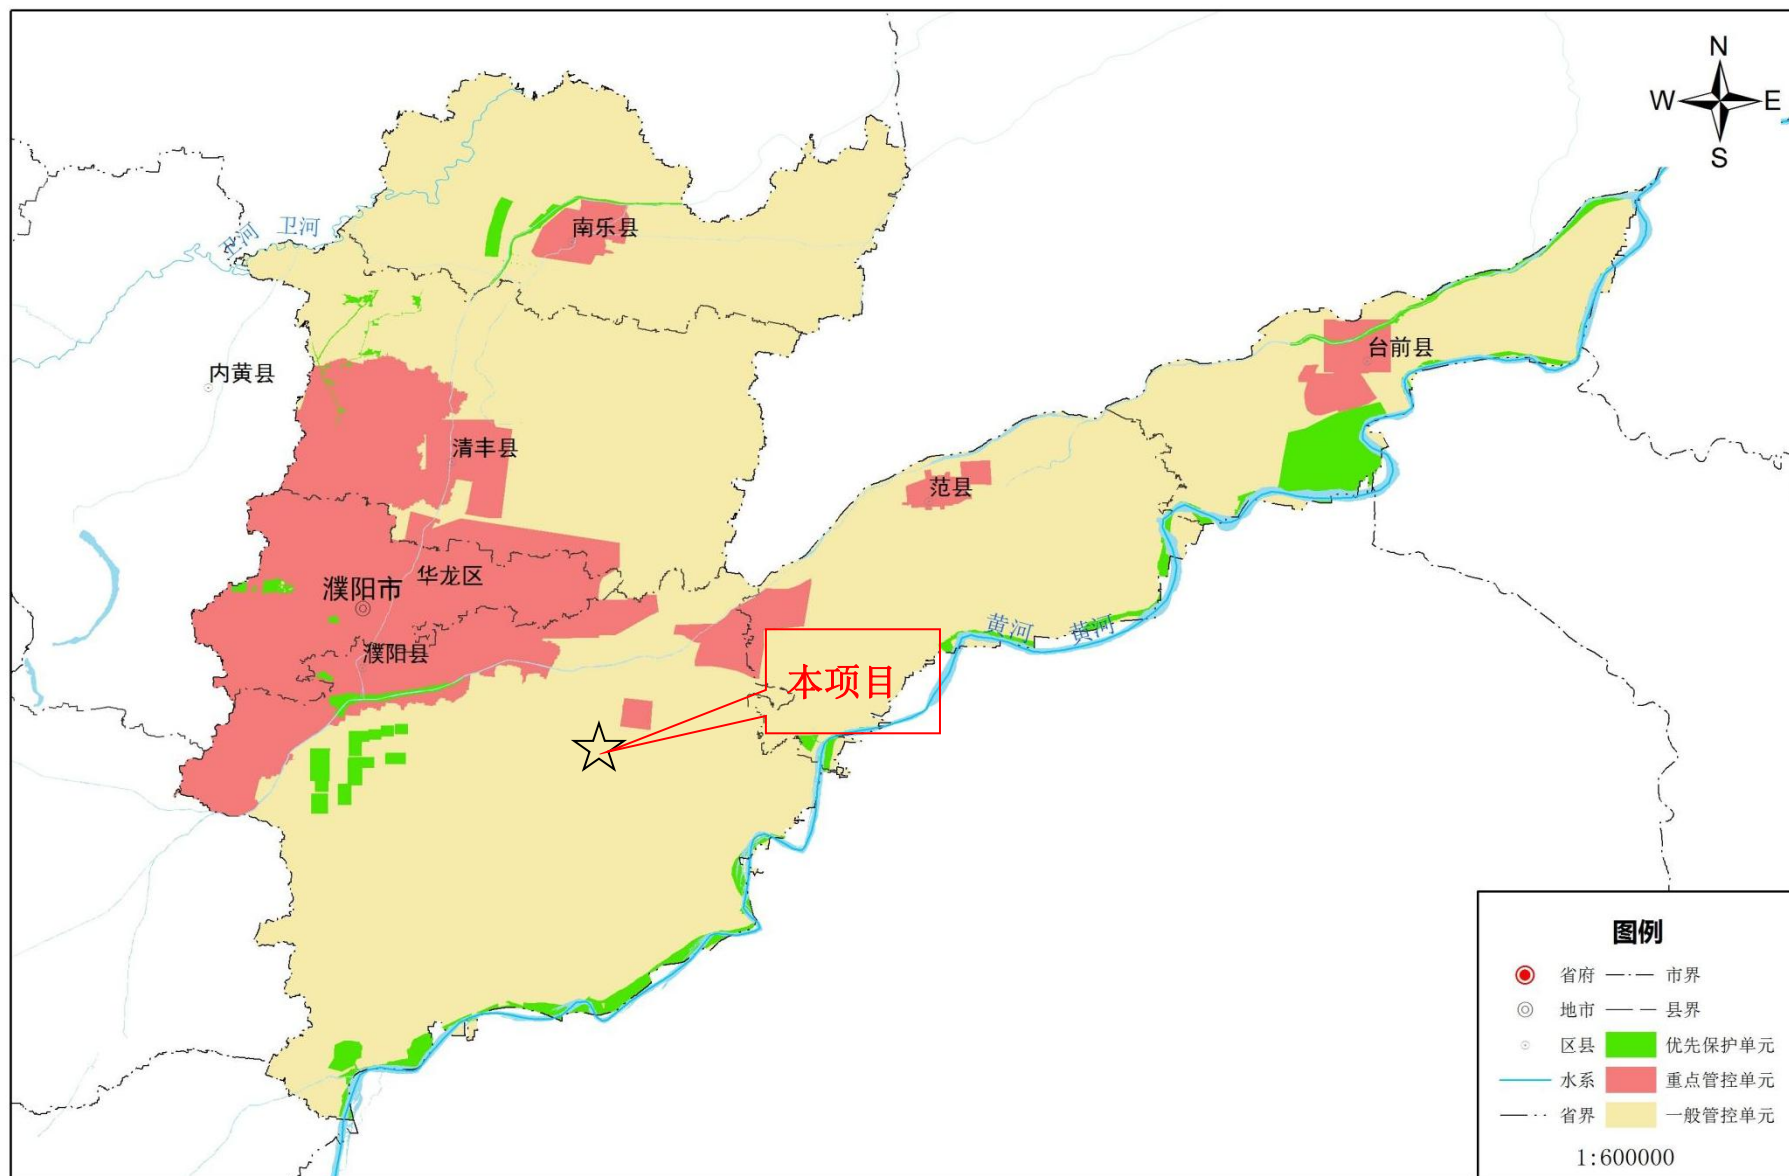 N
W E
S
卫河 卫河
南乐县
台前县
内黄县
清丰县
范县
华龙区
濮阳市
濮阳县
黄河 黄河
本项目
图例
省府 市界
地市 县界
区县 优先保护单元
水系 重点管控单元
省界 一般管控单元
1:600000